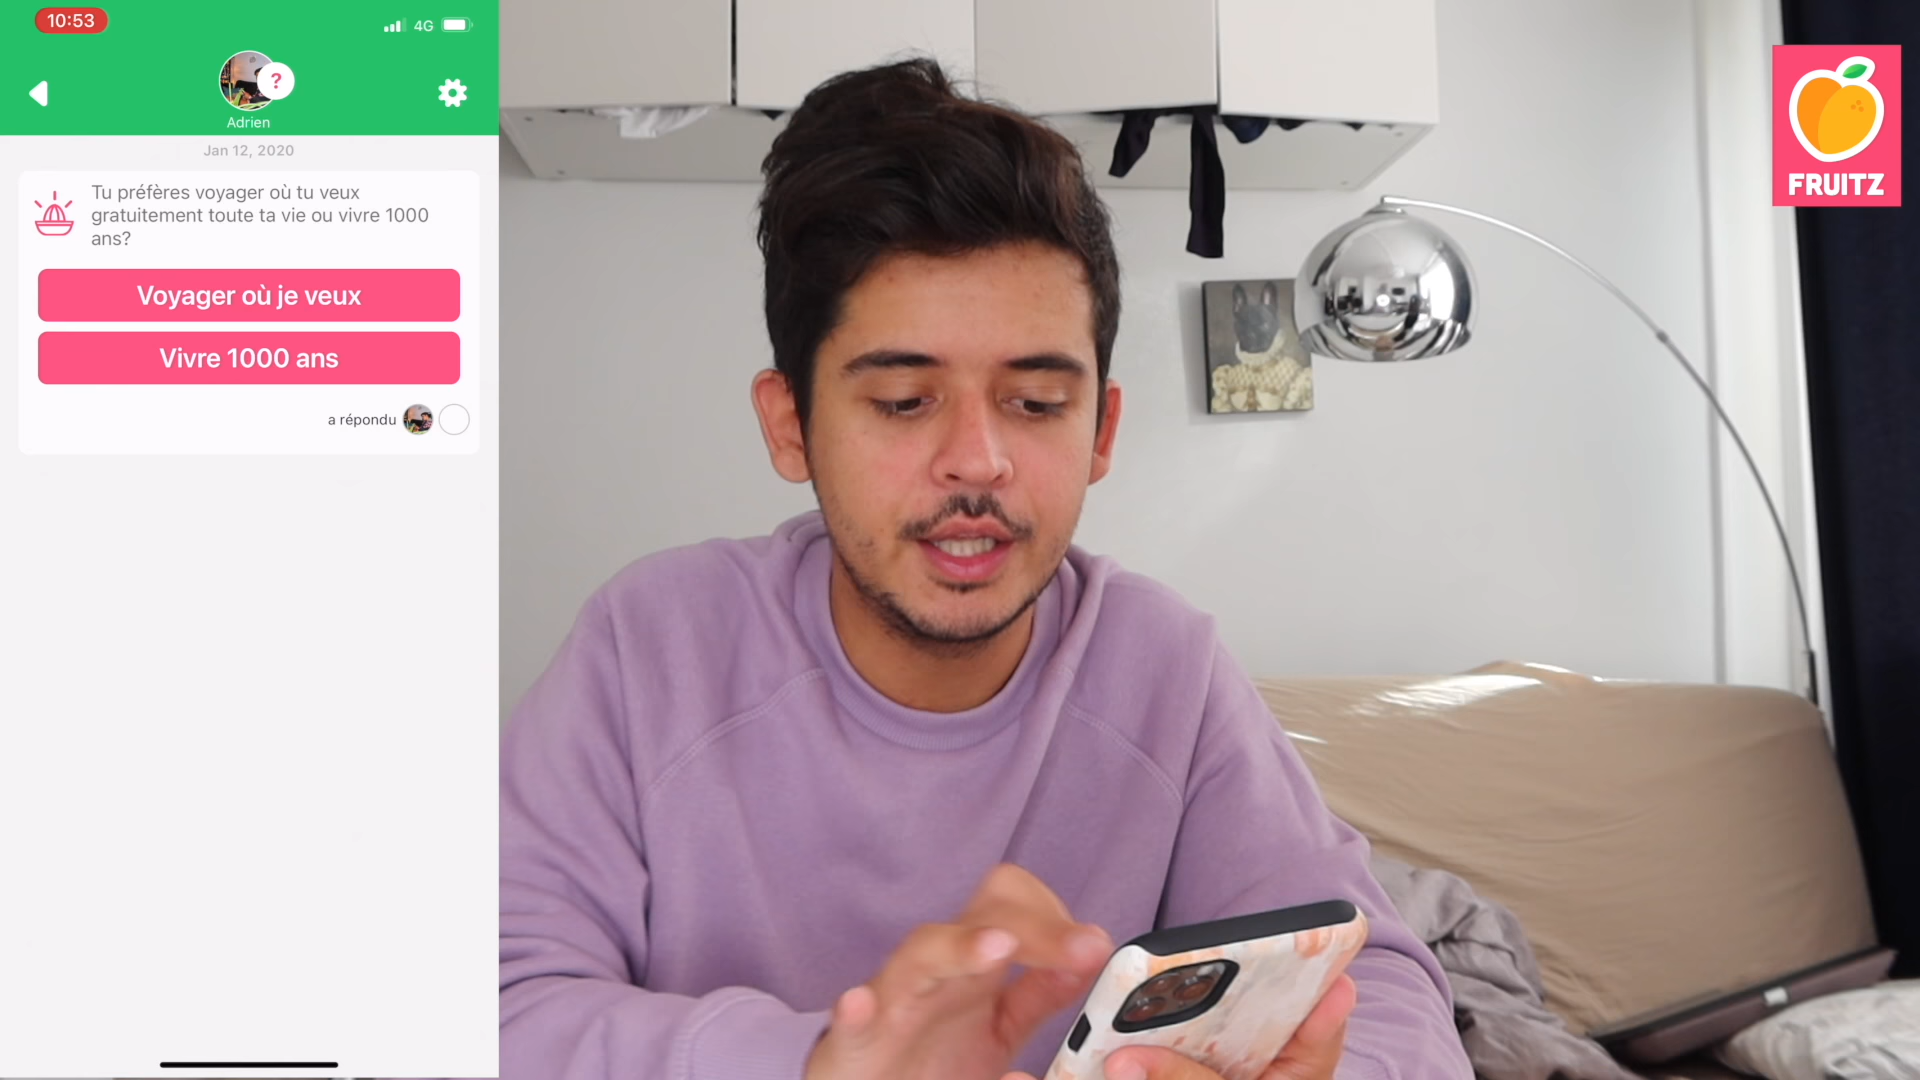 10:53
4G
?
Adrien
Jan 12, 2020
Tu préfères voyager où tu veux
gratuitement toute ta vie ou vivre 1000
ans?
Voyager où je veux
Vivre 1000 ans
a répondu
FRUITZ